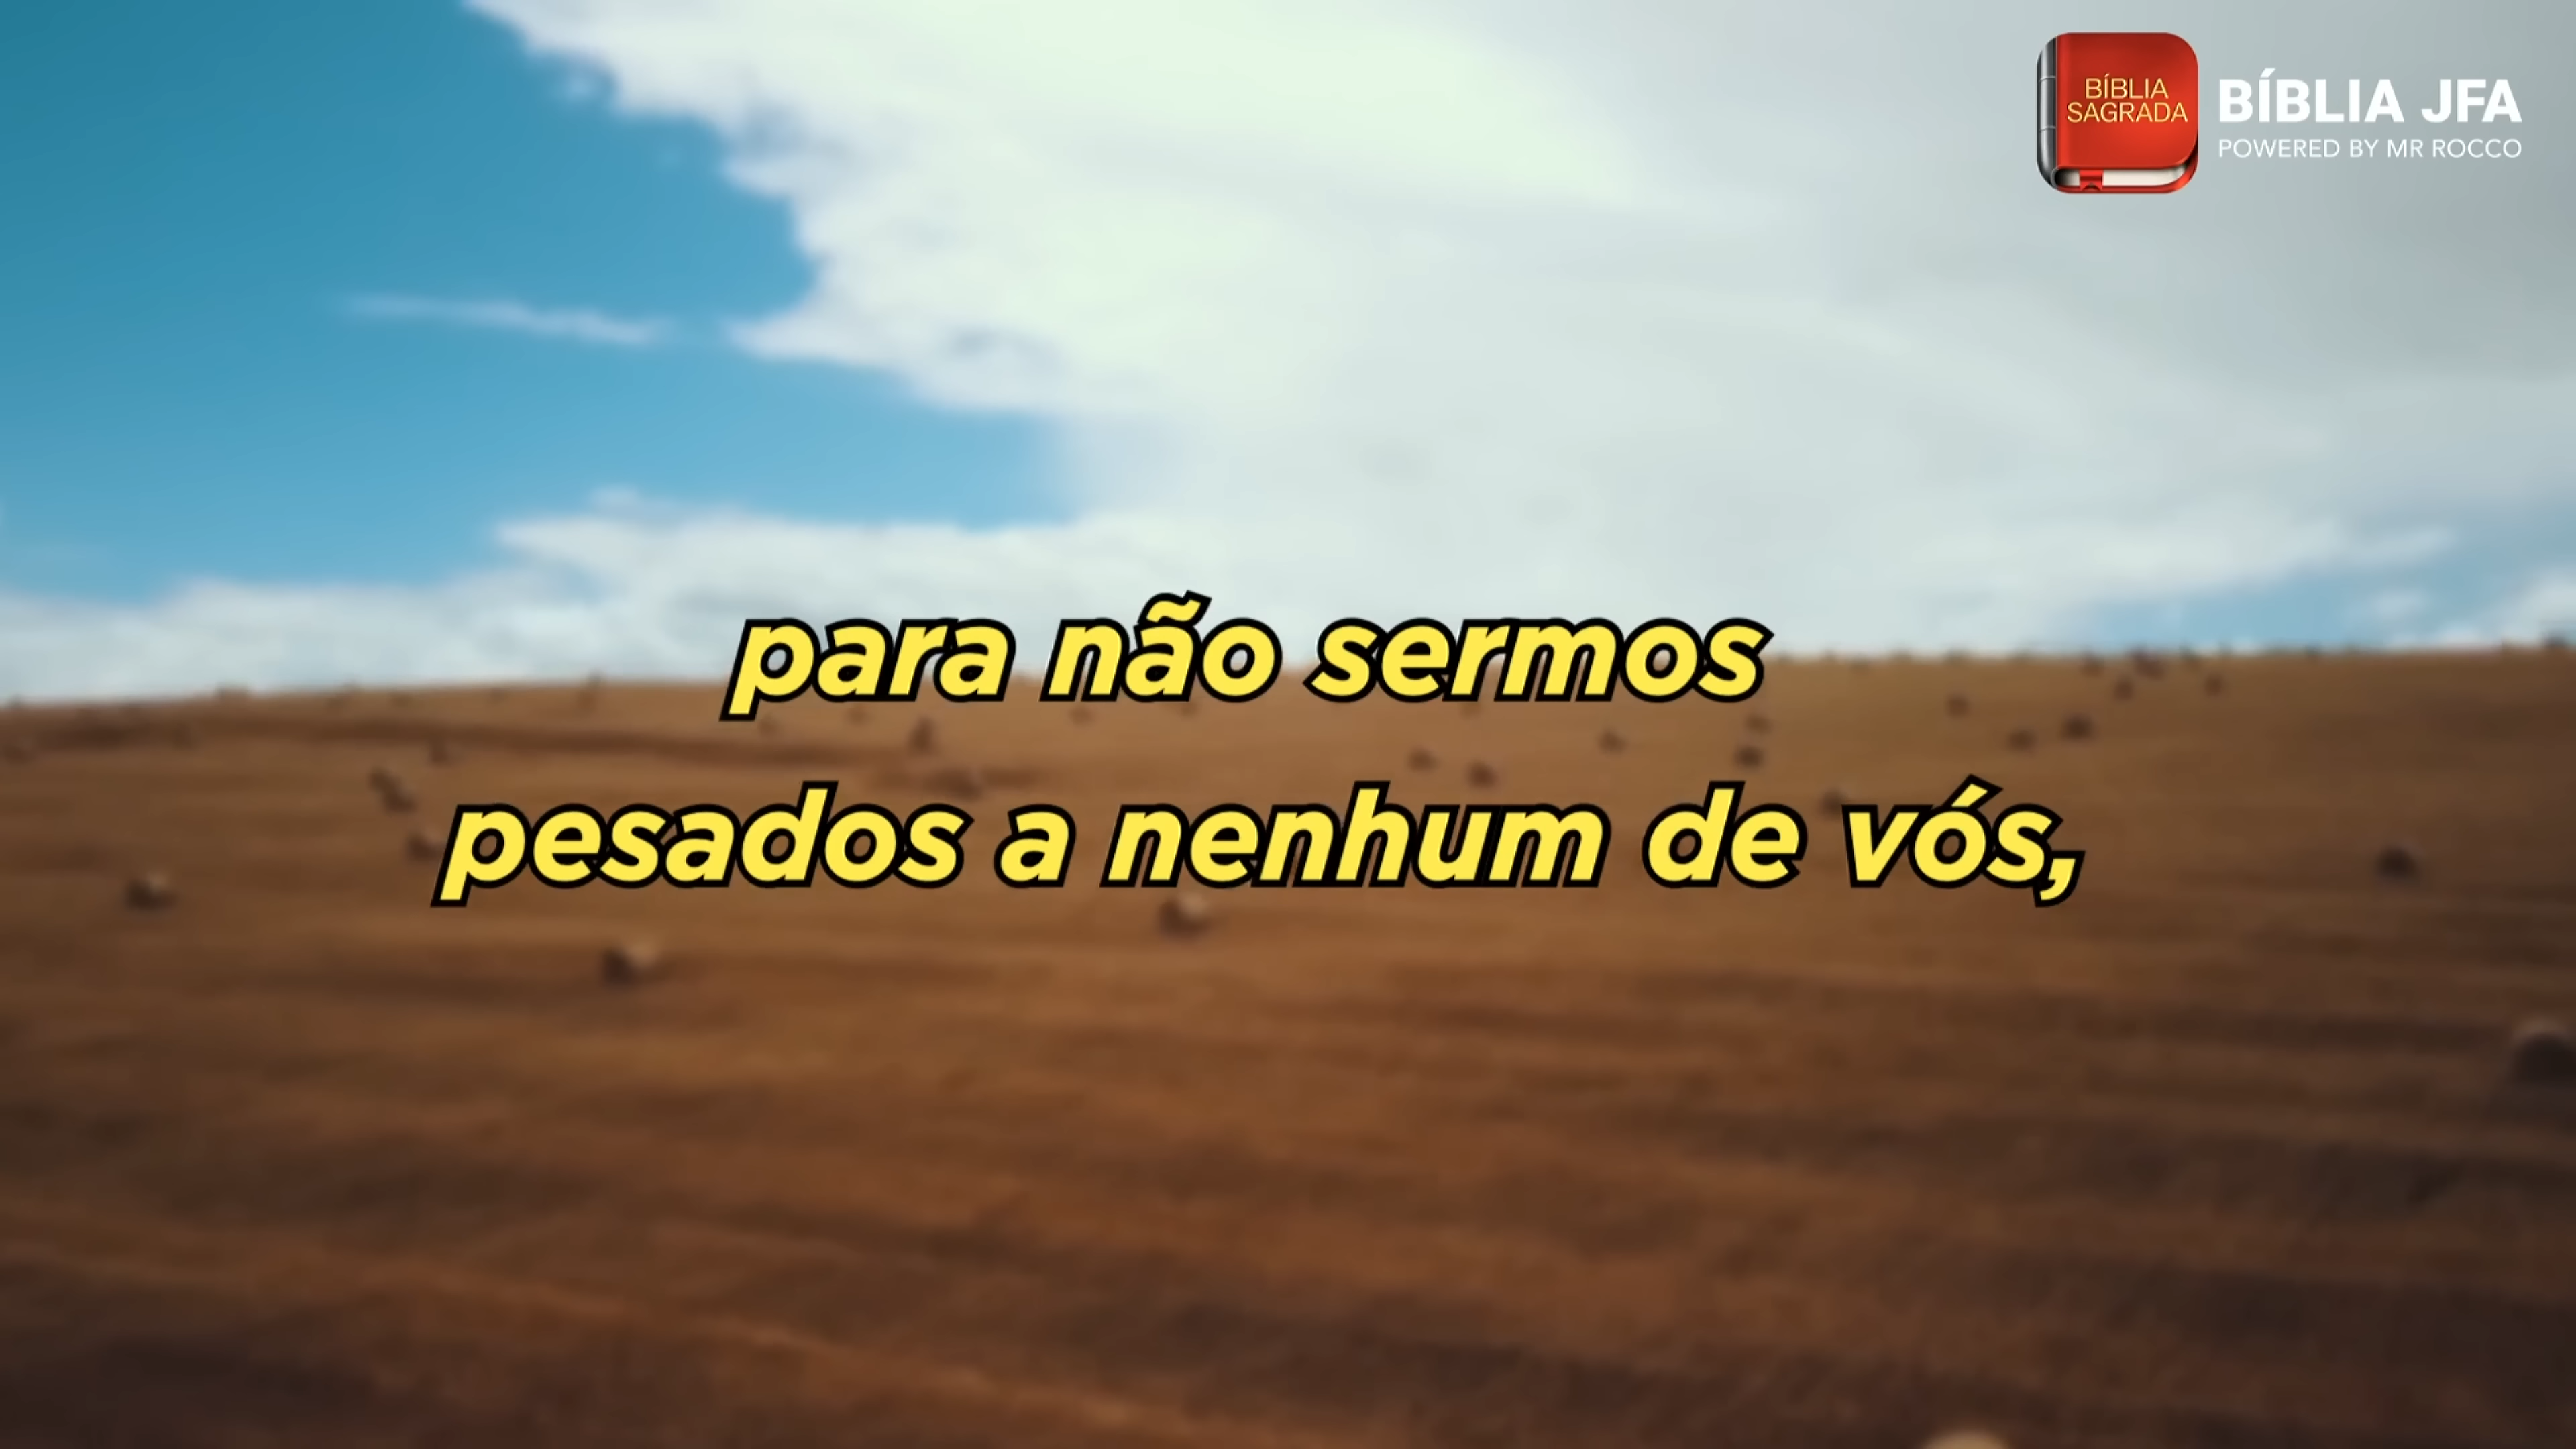 BÍBLIA
SAGRADA
BÍBLIA JFA
POWERED BY MR ROCCO
para não sermos
pesados a nenhum de vós,